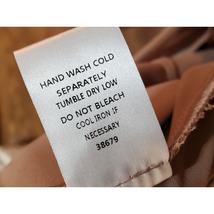 HAND WASH COLD
SEPARATELY
TUMBLE DRY LOW
DO NOT BLEACH
COOL IRON IF
NECESSARY
38679